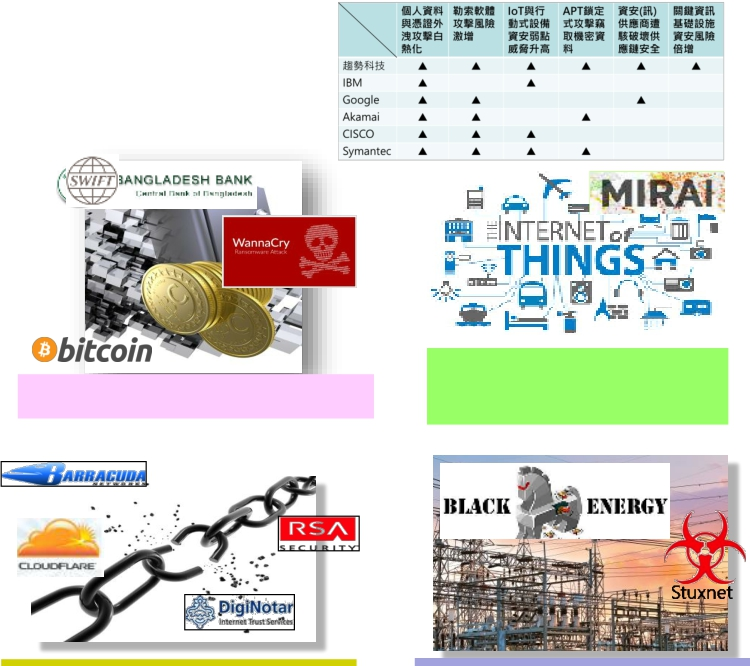 個人資料
與憑證外
洩攻擊白
熱化
勒索軟體
攻擊風險
激增
IoT與行
動式設備
資安弱點
威脅升高
APT鎖定
式攻擊竊
取機密資
料
資安(訊)
供應商遭
駭破壞供
應鏈安全
關鍵資訊
基礎設施
資安風險
倍增
趨勢科技 ▲ ▲ ▲ ▲ ▲ ▲
IBM ▲ ▲
Google ▲ ▲ ▲
Akamai ▲ ▲ ▲
CISCO ▲ ▲ ▲
Symantec ▲ ▲ ▲ ▲
SWIFT
BANGLADESH BANK
Central Bank of Bangladesh
WannaCry
Ransomware Attack
bitcoin
MIRAI
THE INTERNET of
THINGS
BARRACUDA
NETWORKS
CLOUDFLARE
RSA
SECURITY
DigiNotar
Internet Trust Services
BLACK ENERGY
Stuxnet